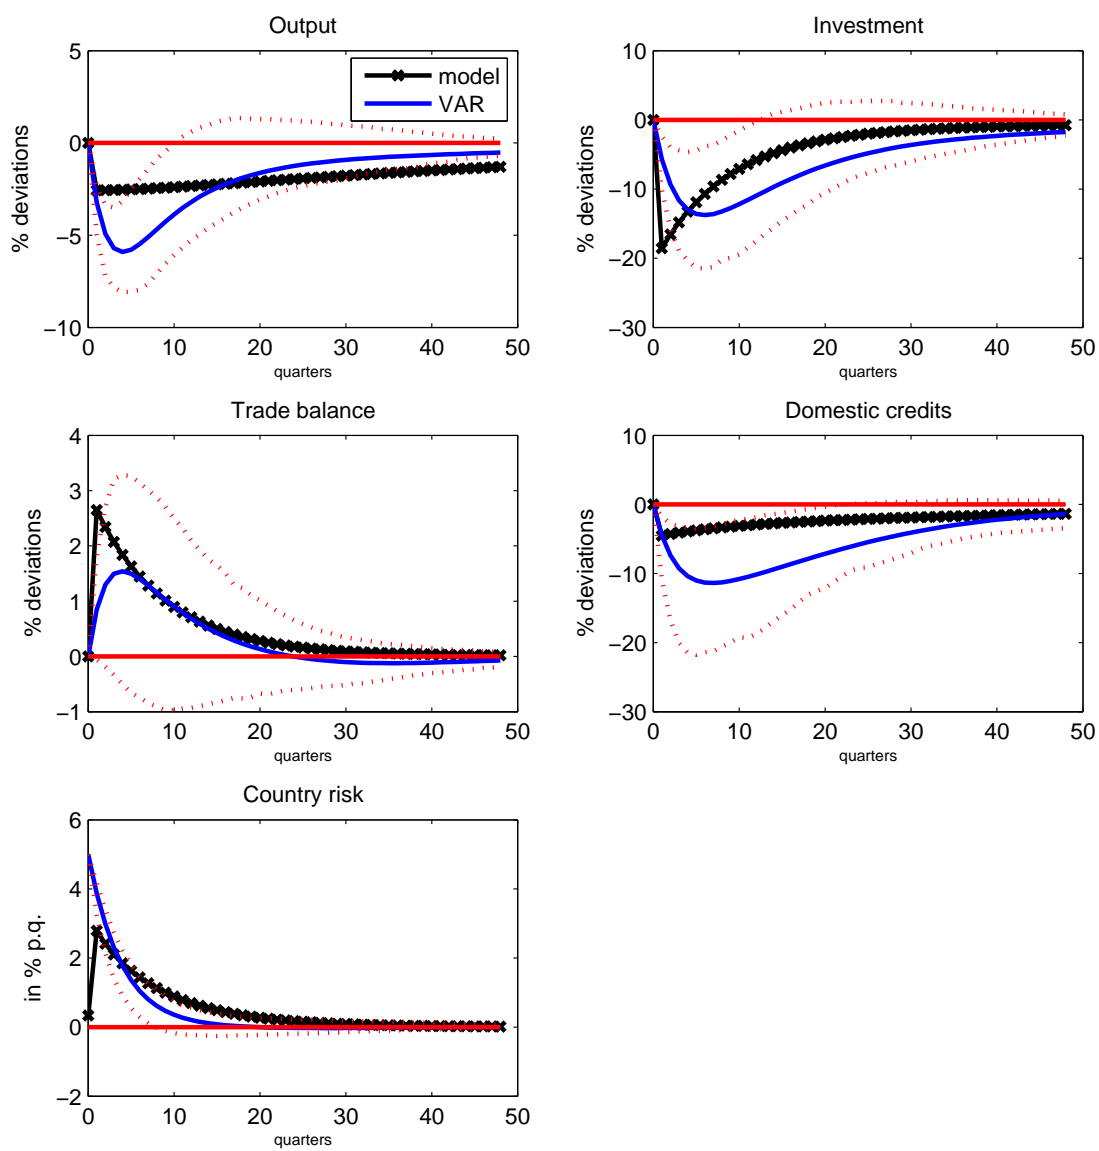 Output
5
0
−5
−10
% deviations
model
VAR
0 10 20 30 40 50
quarters
Investment
10
0
−10
−20
−30
% deviations
0 10 20 30 40 50
quarters
Trade balance
4
3
2
1
0
−1
% deviations
0 10 20 30 40 50
quarters
Domestic credits
10
0
−10
−20
−30
% deviations
0 10 20 30 40 50
quarters
Country risk
6
4
2
0
−2
in % p.q.
0 10 20 30 40 50
quarters